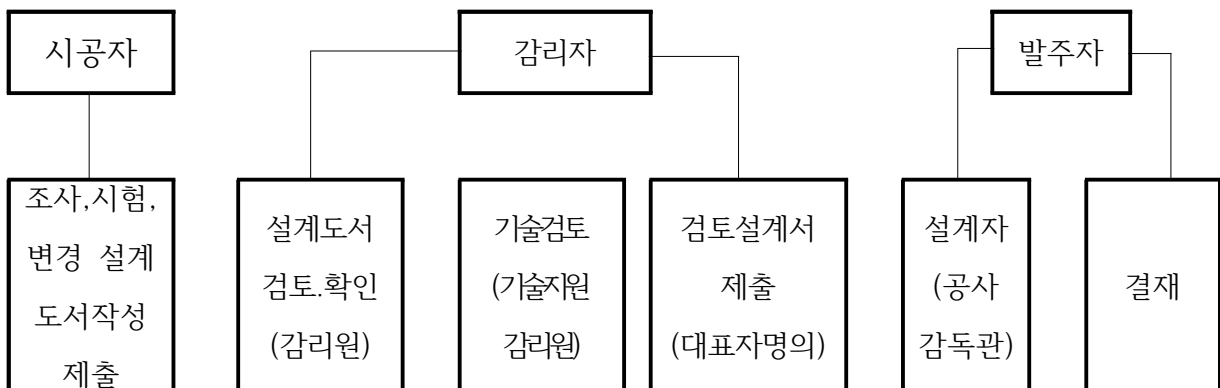 시공자
감리자
발주자
조사,시험,
변경 설계
도서작성
제출
설계도서
검토.확인
(감리원)
기술검토
(기술지원
감리원)
검토설계서
제출
(대표자명의)
설계자
(공사
감독관)
결재